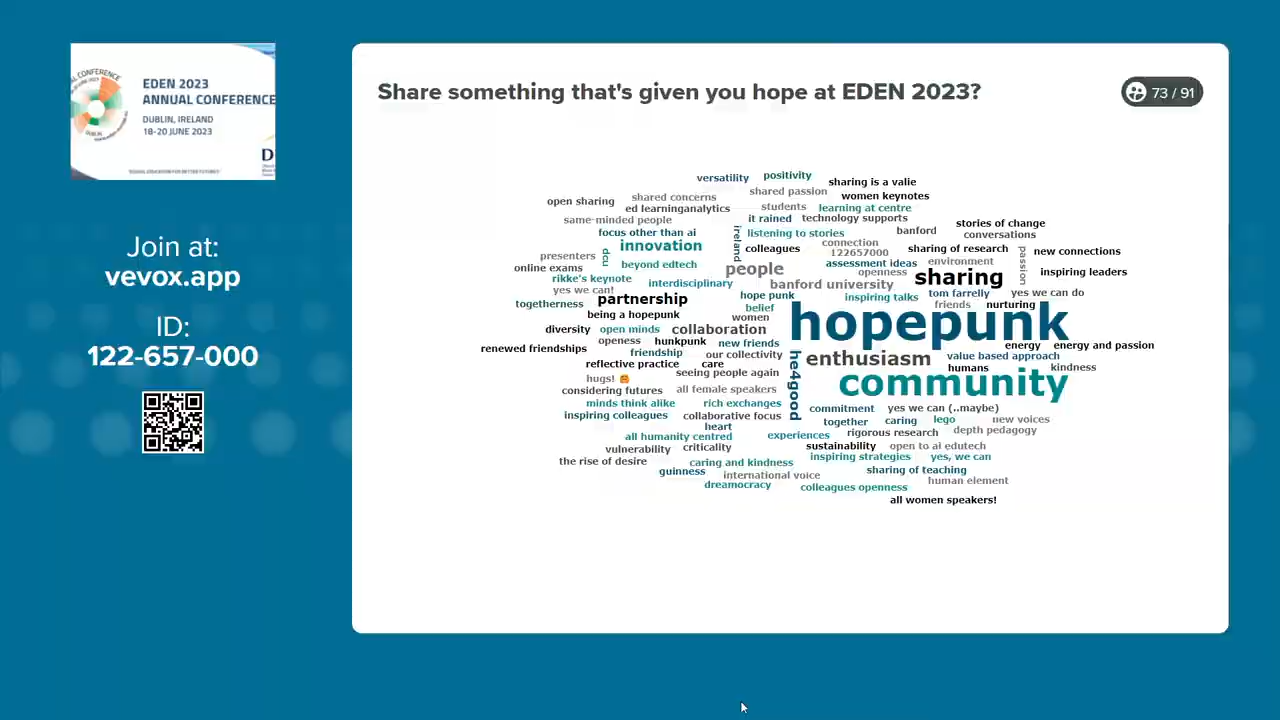 AL CONFERENCE
EDEN 2023
ANNUAL CONFERENCE
DUBLIN, IRELAND
18-20 JUNE 2023
DUBLIN
D
Join at:
vevox.app
ID:
122-657-000
Share something that's given you hope at EDEN 2023?
73 / 91
versatility
positivity
sharing is a valie
open sharing
shared concerns
shared passion
women keynotes
ed learninganalytics
students
learning at centre
same-minded people
it rained
technology supports
stories of change
focus other than ai
ireland
listening to stories
banford
conversations
innovation
colleagues
connection
sharing of research
new connections
presenters
dcu
122657000
passion
online exams
beyond edtech
people
assessment ideas
environment
openness
sharing
inspiring leaders
rikke's keynote
interdisciplinary
banford university
yes we can!
hope punk
inspiring talks
tom farrelly
yes we can do
togetherness
partnership
belief
friends
nurturing
being a hopepunk
women
hopepunk
diversity
open minds
collaboration
openess
hunkpunk
new friends
energy
energy and passion
renewed friendships
friendship
our collectivity
he4good
enthusiasm
value based approach
reflective practice
care
humans
kindness
hugs! 🤗
seeing people again
community
considering futures
all female speakers
minds think alike
rich exchanges
commitment
yes we can (..maybe)
inspiring colleagues
collaborative focus
together
caring
lego
new voices
heart
all humanity centred
experiences
rigorous research
depth pedagogy
vulnerability
criticality
sustainability
open to ai edutech
the rise of desire
caring and kindness
inspiring strategies
yes, we can
guinness
international voice
sharing of teaching
dreamocracy
colleagues openness
human element
all women speakers!